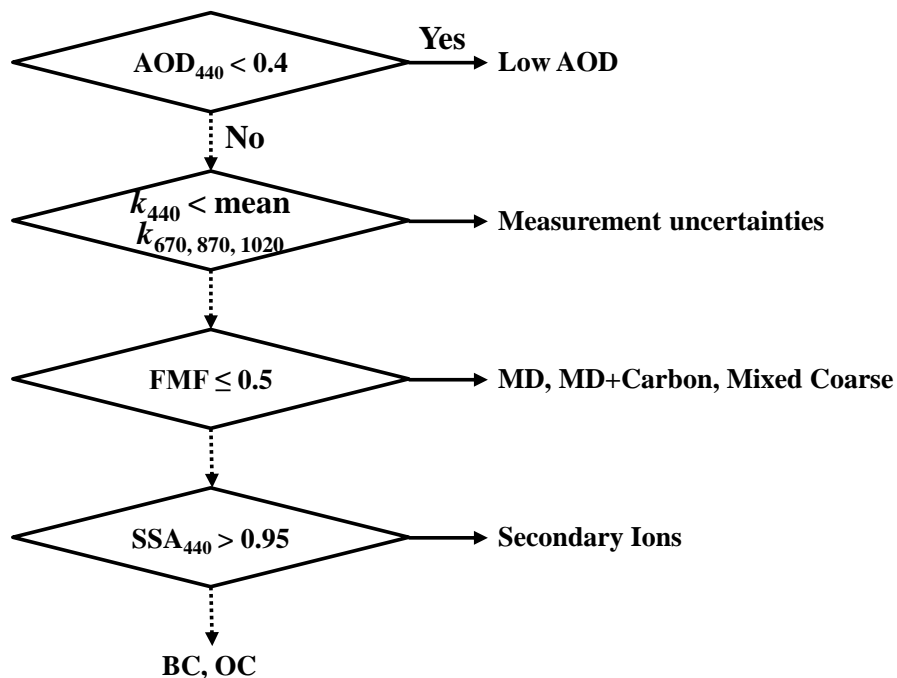 AOD440 < 0.4
Yes
Low AOD
No
k440 < mean
k670, 870, 1020
Measurement uncertainties
FMF ≤ 0.5
MD, MD+Carbon, Mixed Coarse
SSA440 > 0.95
Secondary Ions
BC, OC